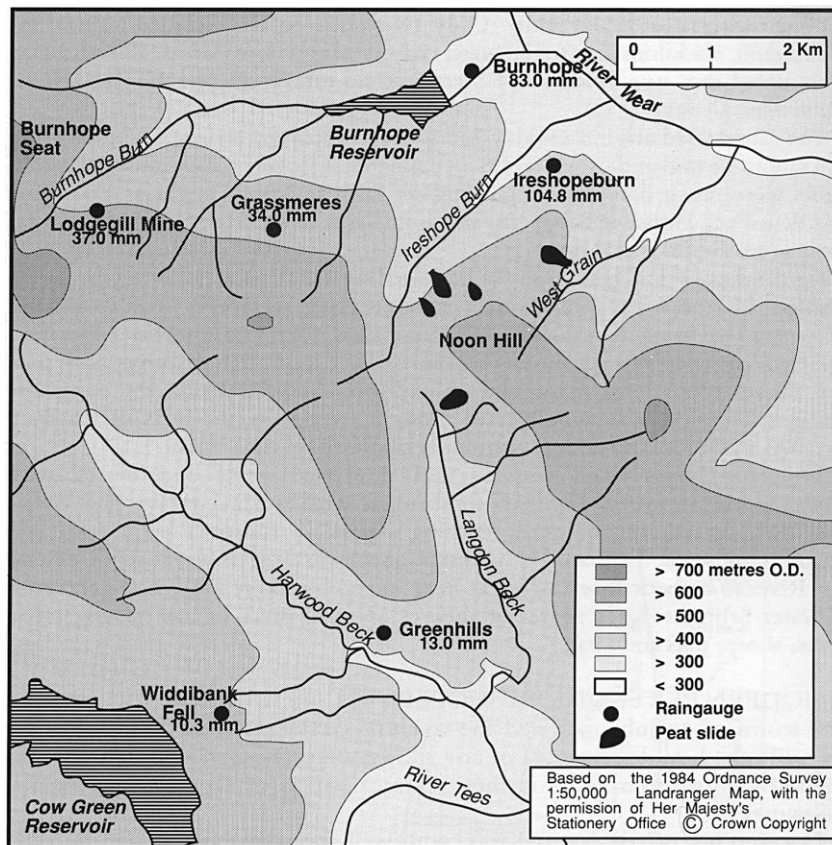 0 1 2 Km
Burnhope
83.0 mm
River Wear
Burnhope
Seat
Burnhope Burn
Burnhope
Reservoir
Ireshopeburn
104.8 mm
Grassmeres
34.0 mm
Lodgegill Mine
37.0 mm
Ireshope Burn
West Grain
Noon Hill
Langdon Beck
Harwood Beck
Greenhills
13.0 mm
Widdibank
Fell
10.3 mm
River Tees
Cow Green
Reservoir
700 metres O.D.
> 600
> 500
> 400
> 300
< 300
Raingauge
Peat slide
Based on the 1984 Ordnance Survey
1:50,000 Landranger Map, with the
permission of Her Majesty's
Stationery Office © Crown Copyright